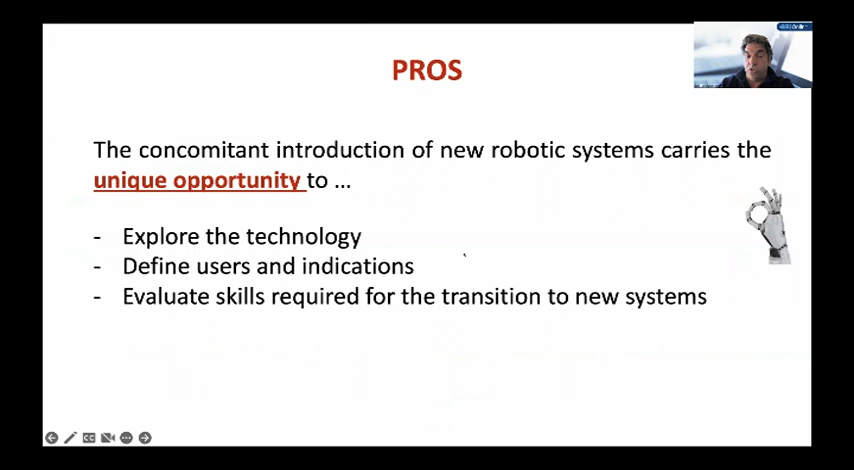 PROS
The concomitant introduction of new robotic systems carries the
unique opportunity to ...
- Explore the technology
- Define users and indications
- Evaluate skills required for the transition to new systems
CC